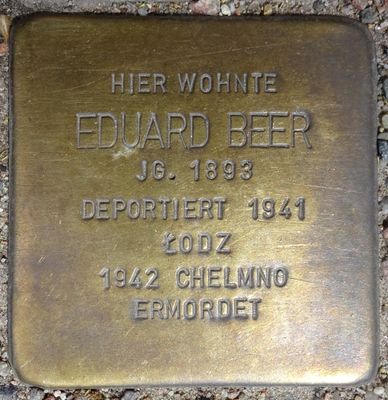 HIER WOHNTE
EDUARD BEER
JG. 1893
DEPORTIERT 1941
ŁODZ
1942 CHELMNO
ERMORDET